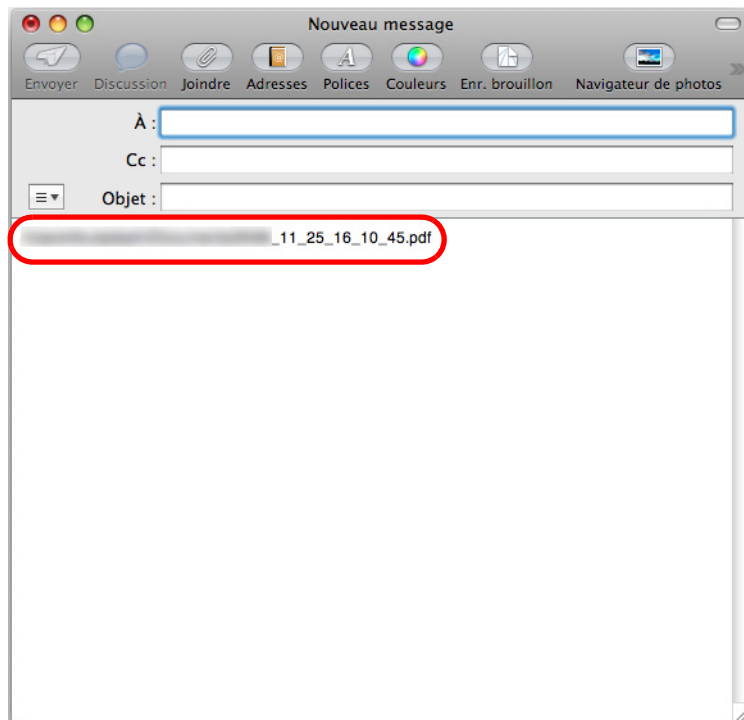 Nouveau message
Envoyer Discussion Joindre Adresses Polices Couleurs Enr. brouillon Navigateur de photos
À :
Cc :
Objet :
_11_25_16_10_45.pdf